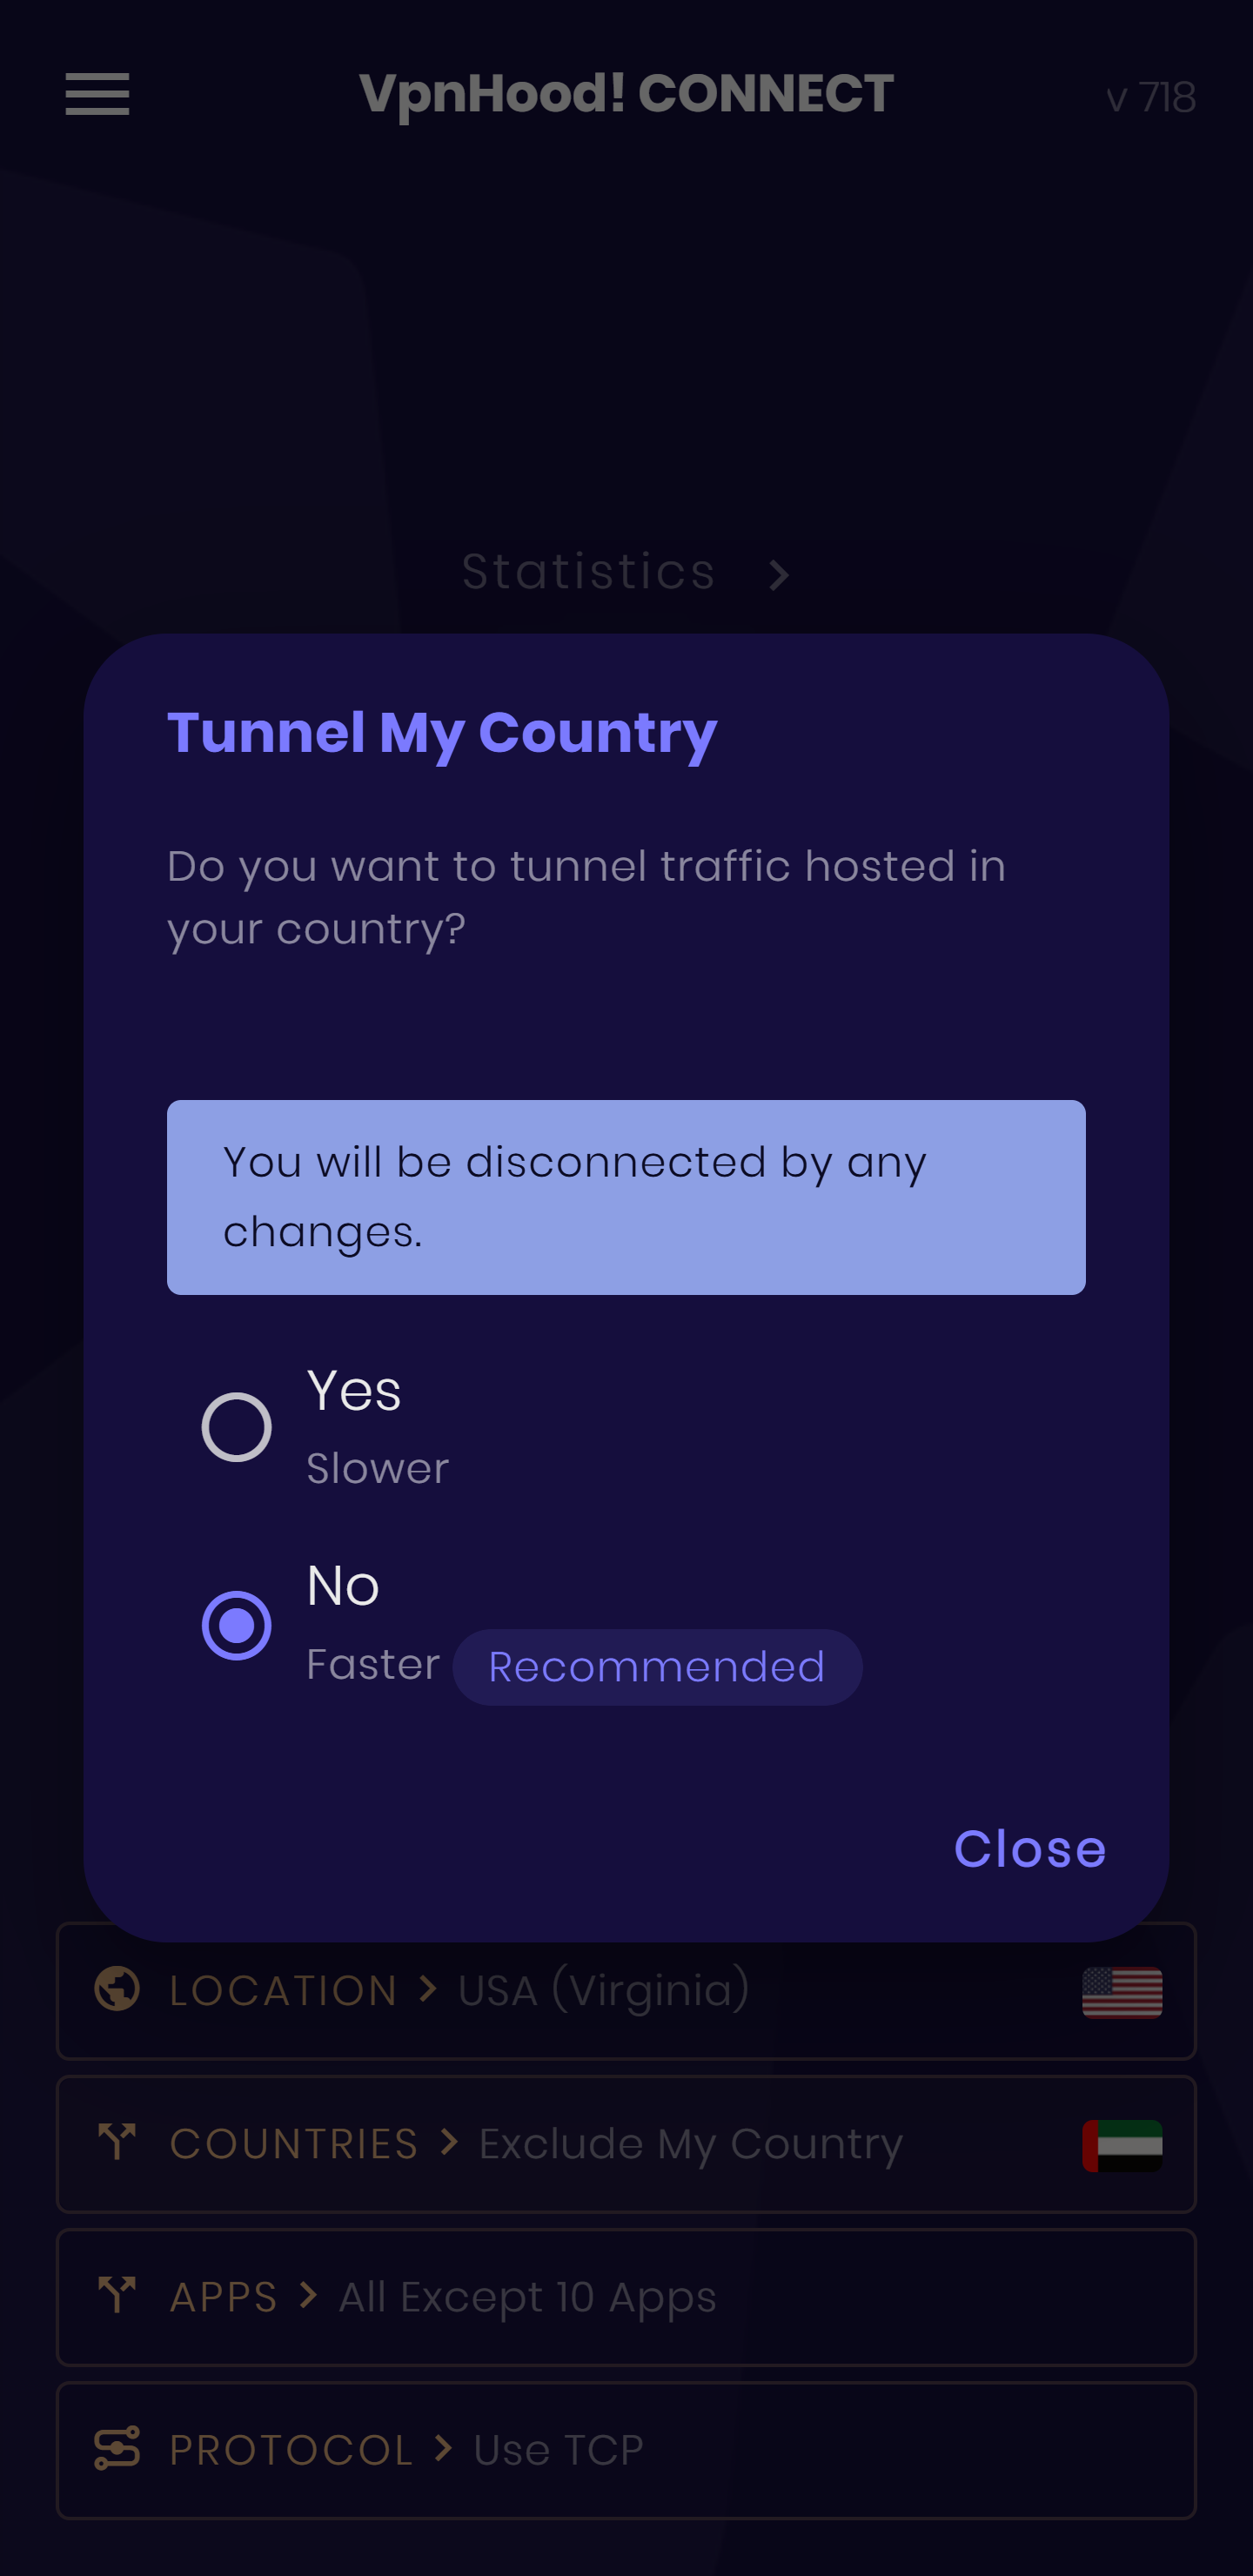 VpnHood! CONNECT
v 718
Statistics
Tunnel My Country
Do you want to tunnel traffic hosted in
your country?
You will be disconnected by any
changes.
Yes
Slower
No
Faster Recommended
Close
LOCATION > USA (Virginia)
COUNTRIES > Exclude My Country
APPS > All Except 10 Apps
PROTOCOL > Use TCP